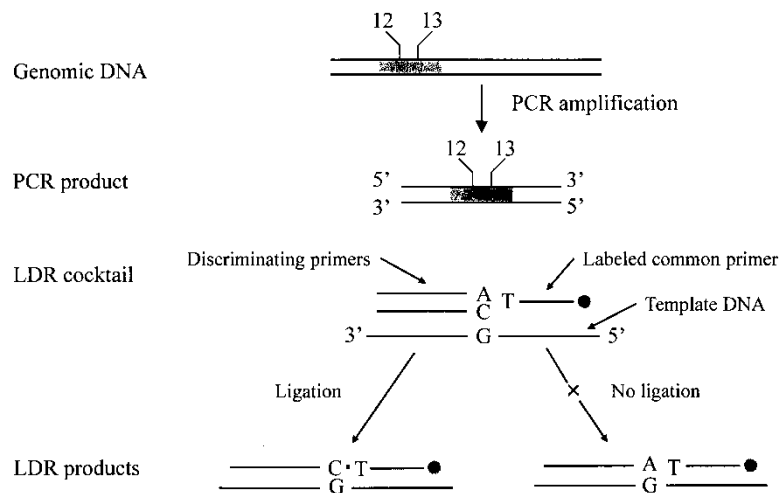 12 13
Genomic DNA
PCR amplification
12 13
PCR product
5’ 3’
3’ 5’
LDR cocktail
Discriminating primers
Labeled common primer
A T
C
Template DNA
3’ G 5’
Ligation
No ligation
LDR products
C T
G
A T
G